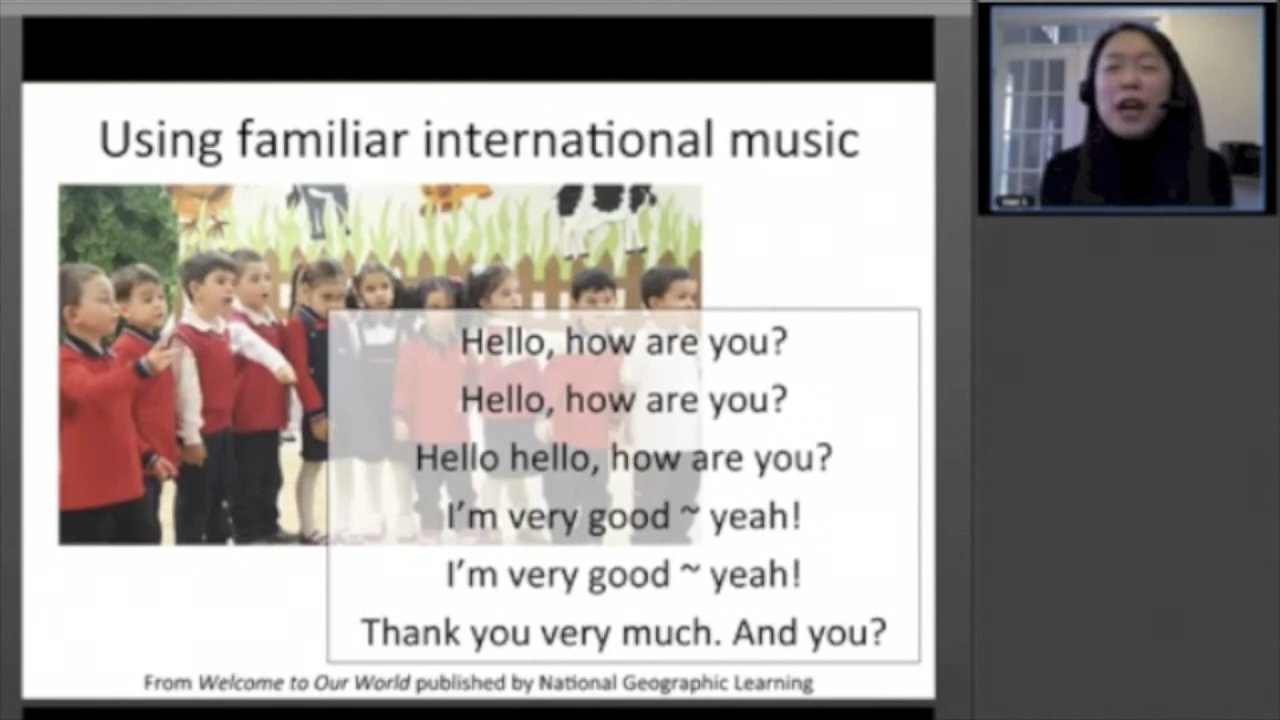 Using familiar international music
Hello, how are you?
Hello, how are you?
Hello hello, how are you?
I'm very good ~ yeah!
I'm very good ~ yeah!
Thank you very much. And you?
From Welcome to Our World published by National Geographic Learning